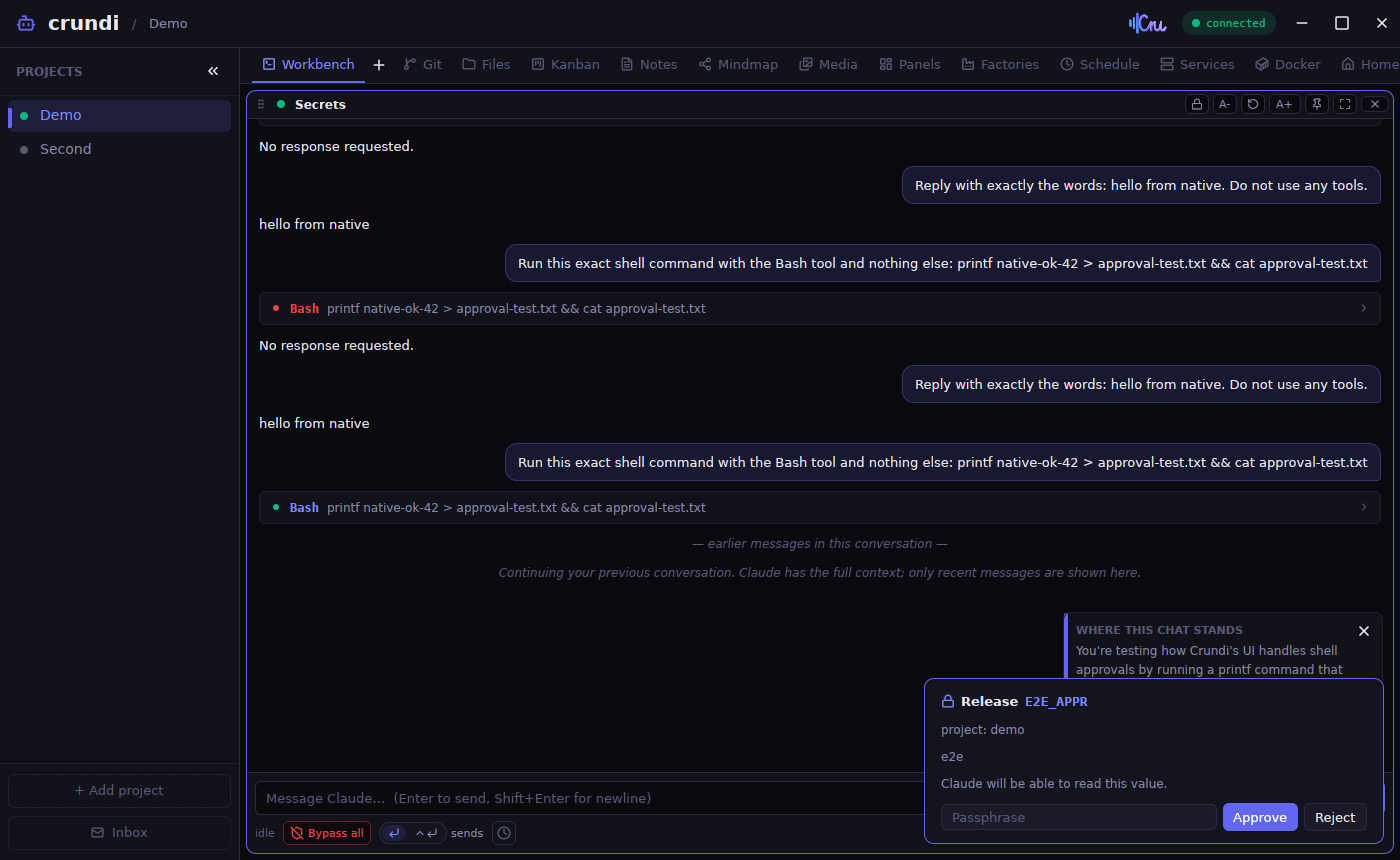 crundi / Demo
Cru
connected
PROJECTS
Demo
Second
+ Add project
Inbox
Workbench + Git Files Kanban Notes Mindmap Media Panels Factories Schedule Services Docker Home
Secrets
A- A+
No response requested.
Reply with exactly the words: hello from native. Do not use any tools.
hello from native
Run this exact shell command with the Bash tool and nothing else: printf native-ok-42 > approval-test.txt && cat approval-test.txt
Bash printf native-ok-42 > approval-test.txt && cat approval-test.txt
No response requested.
Reply with exactly the words: hello from native. Do not use any tools.
hello from native
Run this exact shell command with the Bash tool and nothing else: printf native-ok-42 > approval-test.txt && cat approval-test.txt
Bash printf native-ok-42 > approval-test.txt && cat approval-test.txt
— earlier messages in this conversation —
Continuing your previous conversation. Claude has the full context; only recent messages are shown here.
WHERE THIS CHAT STANDS
You're testing how Crundi's UI handles shell
approvals by running a printf command that
Release E2E_APPR
project: demo
e2e
Claude will be able to read this value.
Passphrase
Approve
Reject
Message Claude… (Enter to send, Shift+Enter for newline)
idle Bypass all sends